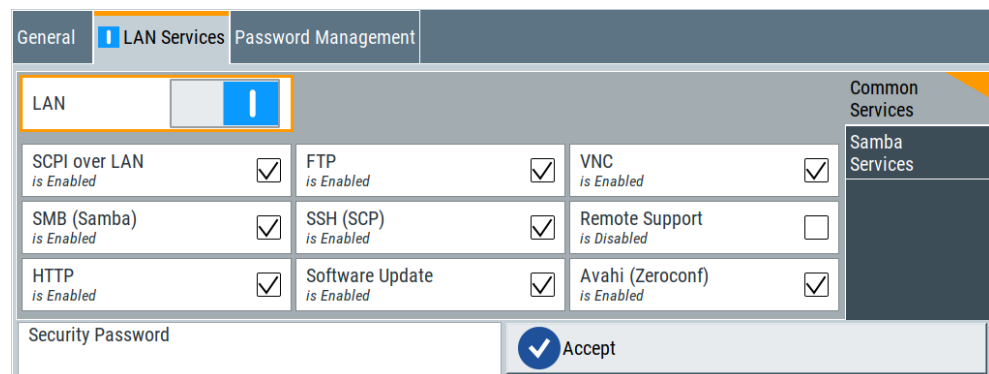 General
LAN Services
Password Management
LAN
Common
Services
Samba
Services
SCPI over LAN
is Enabled
FTP
is Enabled
VNC
is Enabled
SMB (Samba)
is Enabled
SSH (SCP)
is Enabled
Remote Support
is Disabled
HTTP
is Enabled
Software Update
is Enabled
Avahi (Zeroconf)
is Enabled
Security Password
Accept